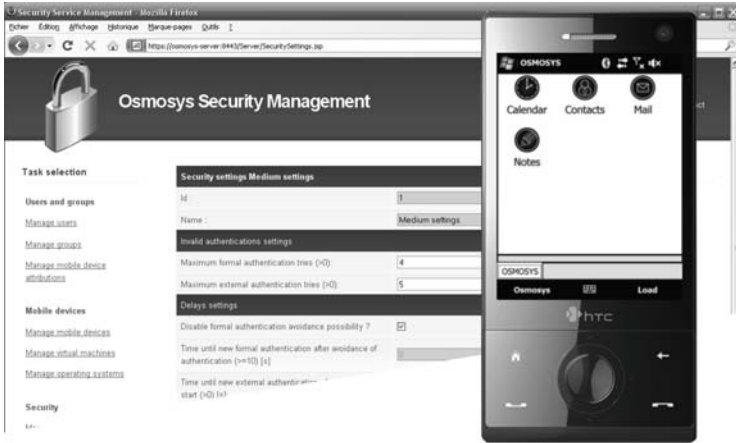 Security Service Management - Mozilla Firefox
Fichier Édition Affichage Historique Marque-pages Outils ?
https://osmosys-server:8443/Server/SecuritySettings.jsp
Osmosys Security Management
Task selection
Users and groups
Manage users
Manage groups
Manage mobile device
attributions
Mobile devices
Manage mobile devices
Manage virtual machines
Manage operating systems
Security
Security settings Medium settings
Id :
1
Name :
Medium settings
Invalid authentications settings
Maximum formal authentication tries (>0):
4
Maximum external authentication tries (>0):
5
Delays settings
Disable formal authentication avoidance possibility ?
Time until new formal authentication after avoidance of
authentication (>=10) [s]
Time until new external
start (>0) [s]
OSMOSYS
Calendar
Contacts
Mail
Notes
OSMOSYS
Osmosys
Load
hTC